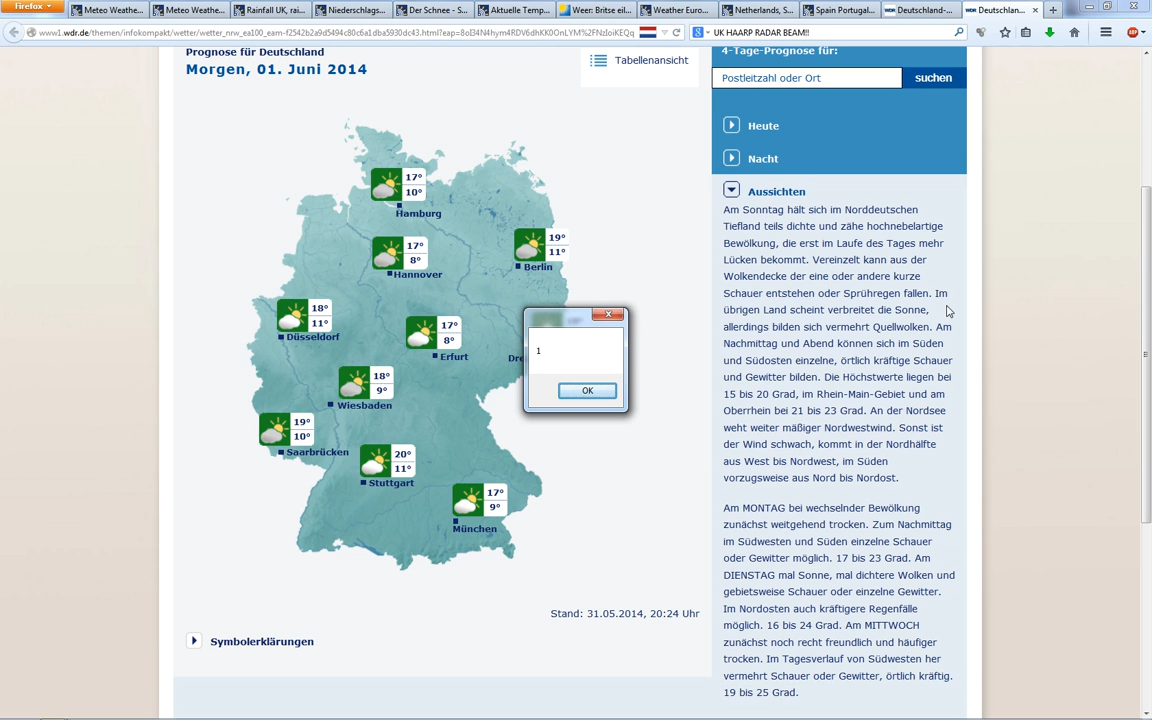 Firefox
Meteo Weathe...
Meteo Weathe...
Rainfall UK, rai...
Niederschlags...
Der Schnee - S...
Aktuelle Temp...
Weer: Britse eil...
Weather Euro...
Netherlands, S...
Spain Portugal...
Deutschland-...
Deutschlan...
UK HAARP RADAR BEAM!!
Prognose für Deutschland
Morgen, 01. Juni 2014
Tabellenansicht
17°
10°
Hamburg
17°
8°
Hannover
19°
11°
Berlin
18°
11°
Düsseldorf
17°
8°
Erfurt
18°
9°
Wiesbaden
19°
10°
Saarbrücken
20°
11°
Stuttgart
17°
9°
München
1
OK
Stand: 31.05.2014, 20:24 Uhr
Symbolerklärungen
4-Tage-Prognose für:
Postleitzahl oder Ort
suchen
Heute
Nacht
Aussichten
Am Sonntag hält sich im Norddeutschen
Tiefland teils dichte und zähe hochnebelartige
Bewölkung, die erst im Laufe des Tages mehr
Lücken bekommt. Vereinzelt kann aus der
Wolkendecke der eine oder andere kurze
Schauer entstehen oder Sprühregen fallen. Im
übrigen Land scheint verbreitet die Sonne,
allerdings bilden sich vermehrt Quellwolken. Am
Nachmittag und Abend können sich im Süden
und Südosten einzelne, örtlich kräftige Schauer
und Gewitter bilden. Die Höchstwerte liegen bei
15 bis 20 Grad, im Rhein-Main-Gebiet und am
Oberrhein bei 21 bis 23 Grad. An der Nordsee
weht weiter mäßiger Nordwestwind. Sonst ist
der Wind schwach, kommt in der Nordhälfte
aus West bis Nordwest, im Süden
vorzugsweise aus Nord bis Nordost.
Am MONTAG bei wechselnder Bewölkung
zunächst weitgehend trocken. Zum Nachmittag
im Südwesten und Süden einzelne Schauer
oder Gewitter möglich. 17 bis 23 Grad. Am
DIENSTAG mal Sonne, mal dichtere Wolken und
gebietsweise Schauer oder einzelne Gewitter.
Im Nordosten auch kräftigere Regenfälle
möglich. 16 bis 24 Grad. Am MITTWOCH
zunächst noch recht freundlich und häufiger
trocken. Im Tagesverlauf von Südwesten her
vermehrt Schauer oder Gewitter, örtlich kräftig.
19 bis 25 Grad.